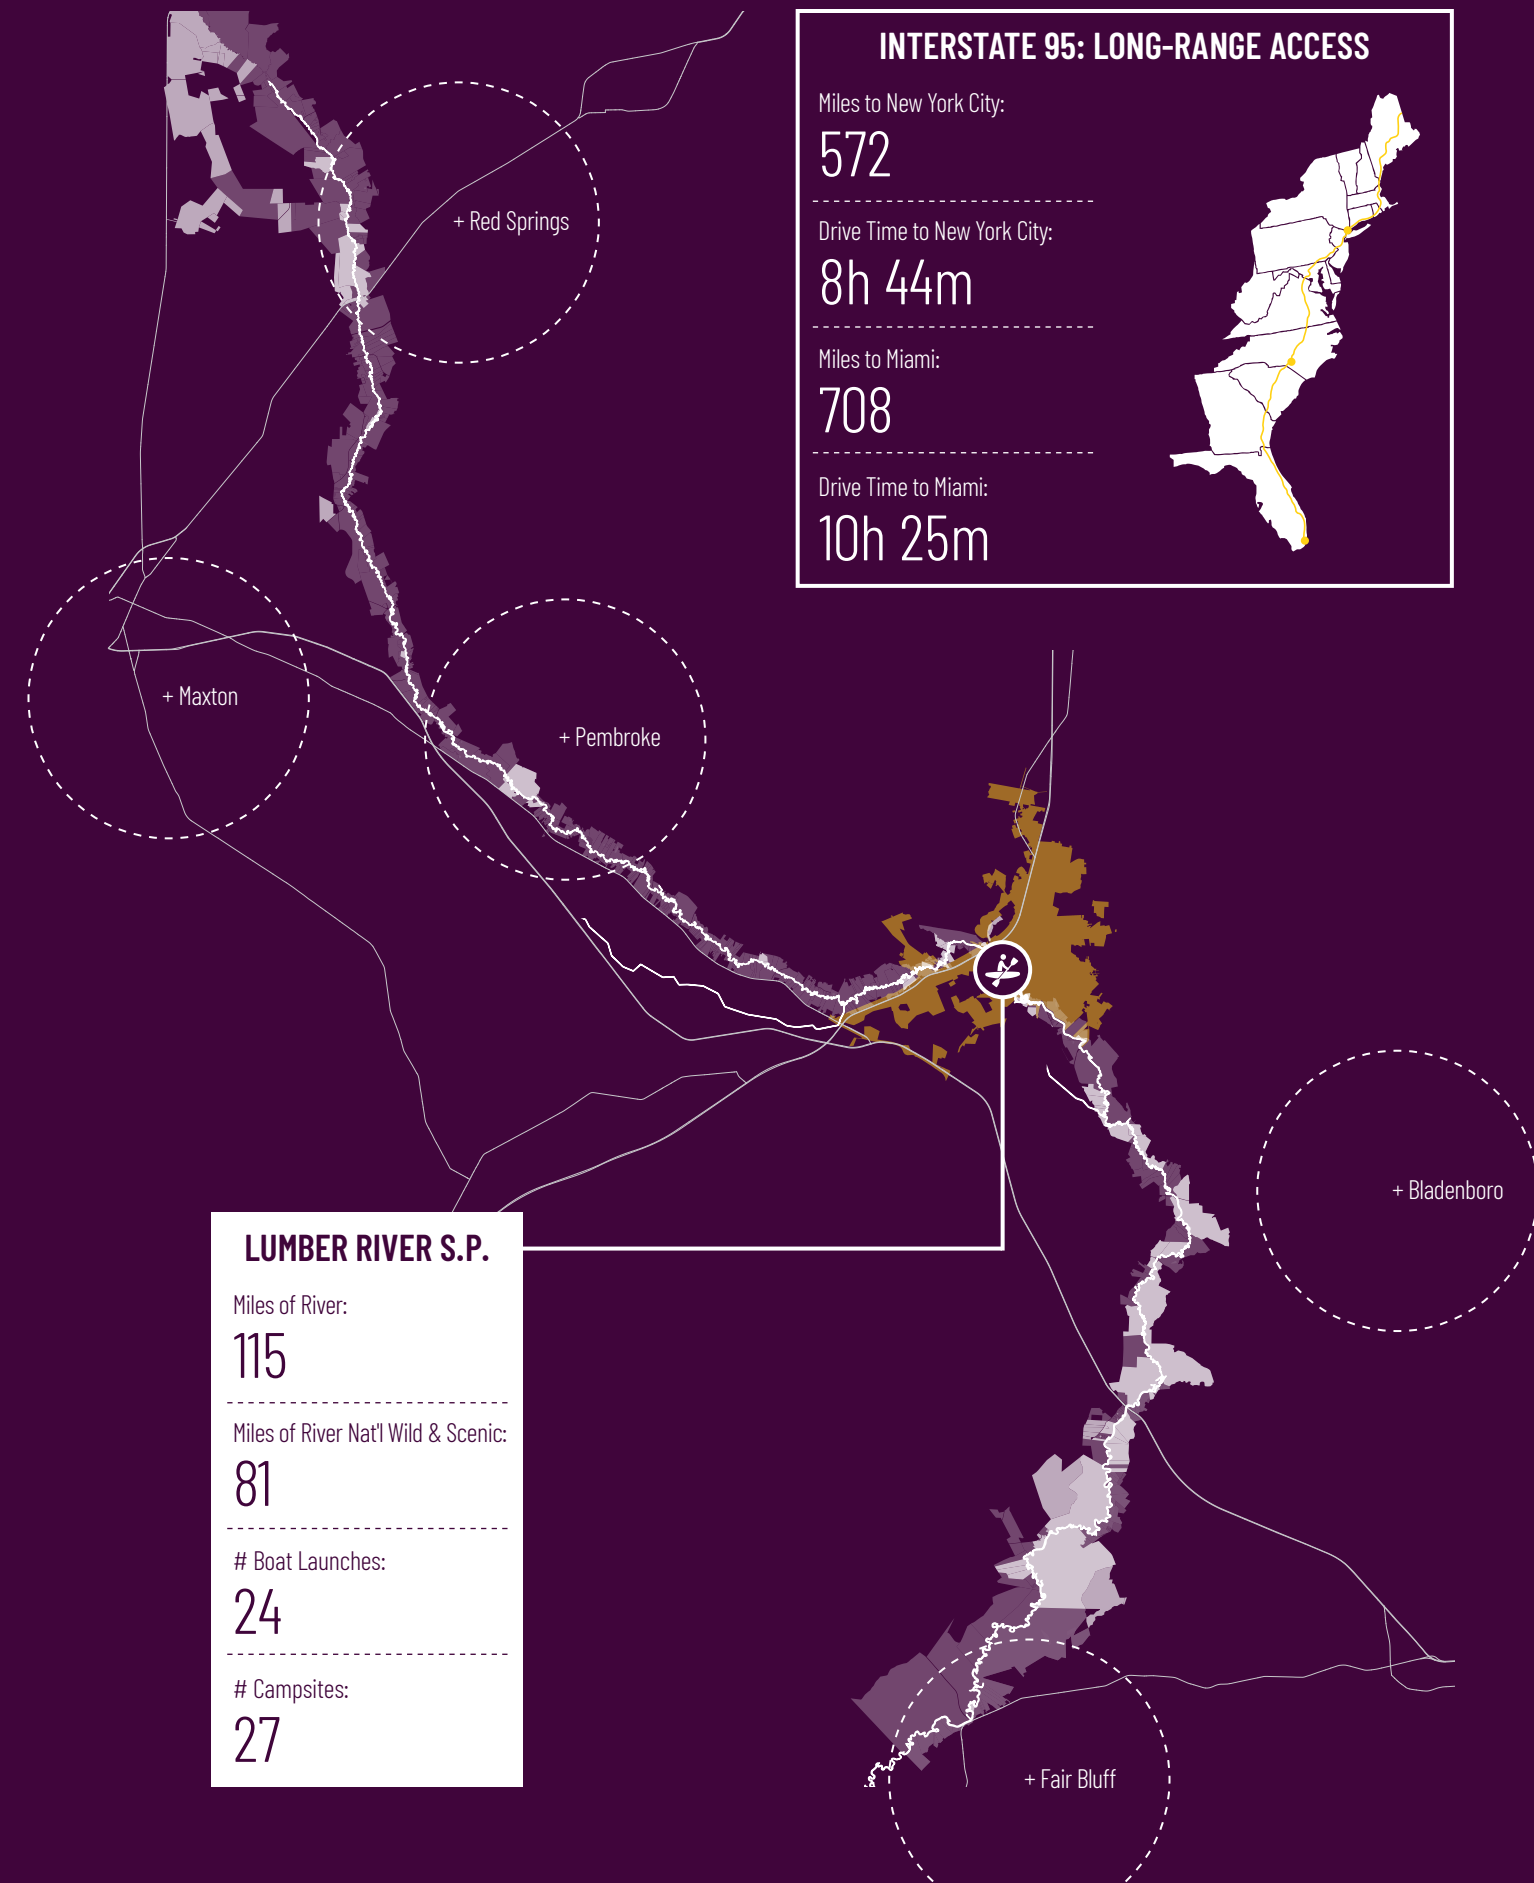 INTERSTATE 95: LONG-RANGE ACCESS
Miles to New York City:
572
Drive Time to New York City:
8h 44m
Miles to Miami:
708
Drive Time to Miami:
10h 25m
+ Red Springs
+ Maxton
+ Pembroke
+ Bladenboro
LUMBER RIVER S.P.
Miles of River:
115
Miles of River Nat'l Wild & Scenic:
81
# Boat Launches:
24
# Campsites:
27
+ Fair Bluff